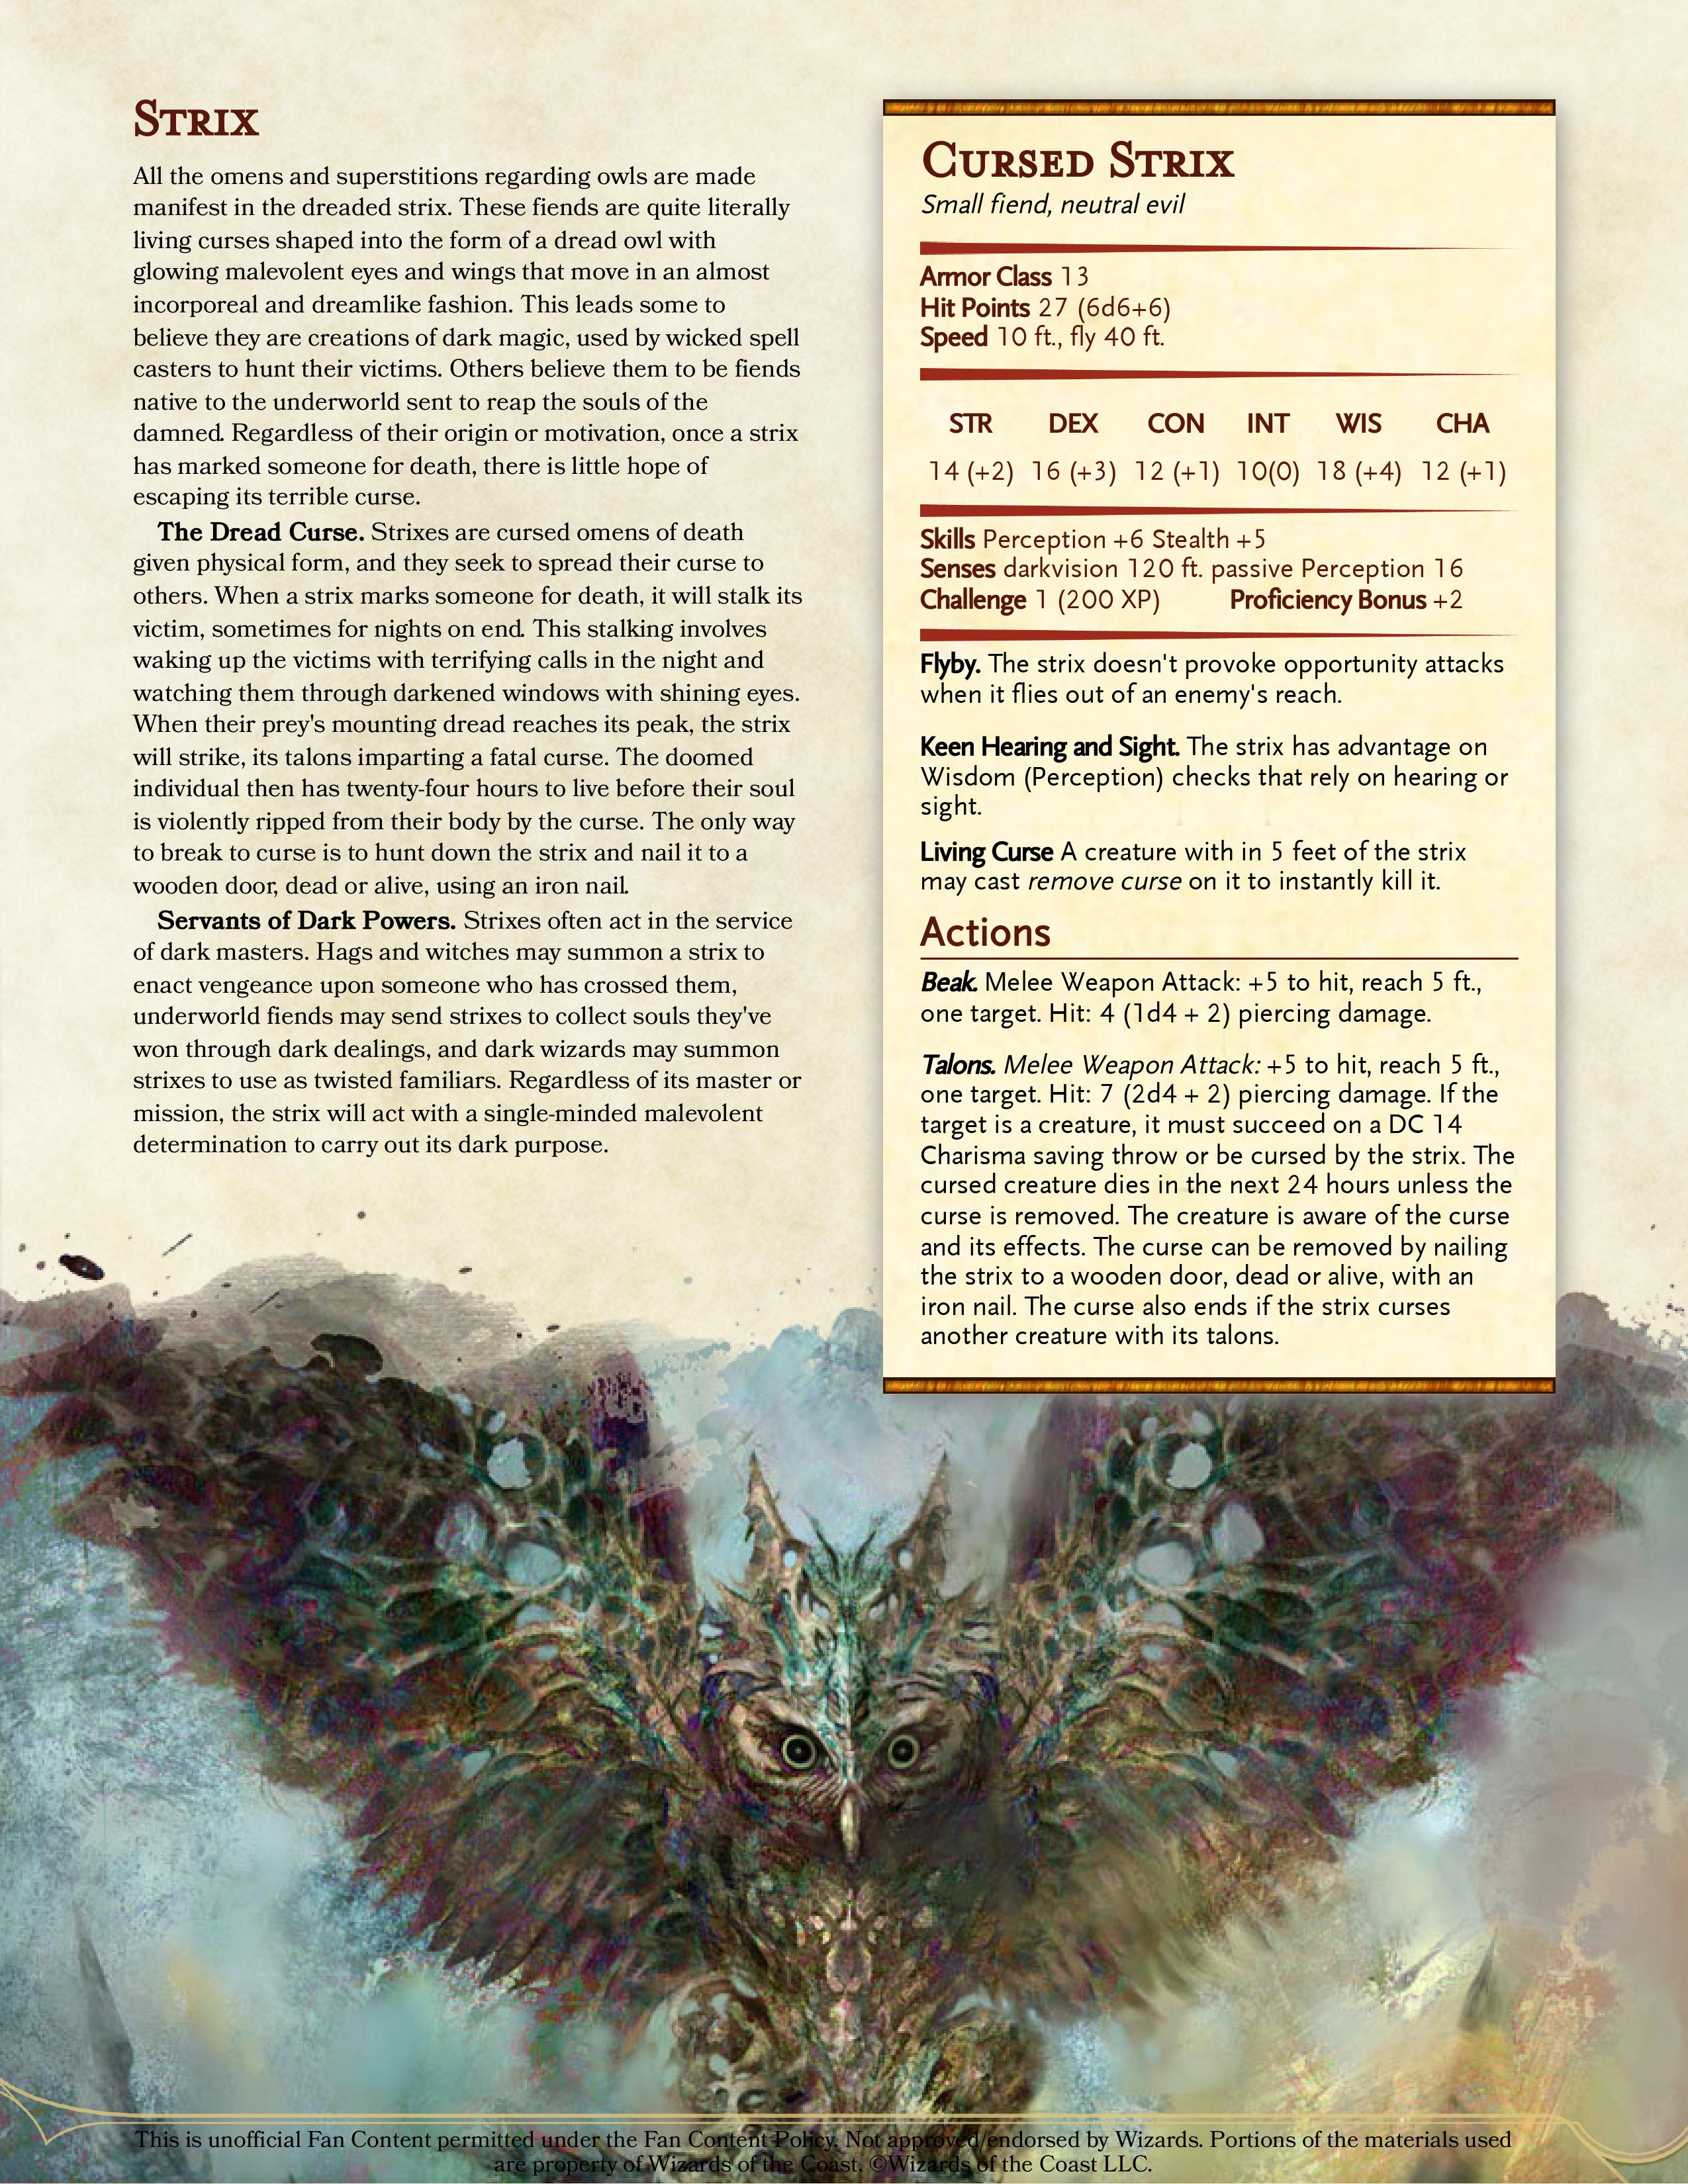 Strix
All the omens and superstitions regarding owls are made
manifest in the dreaded strix. These fiends are quite literally
living curses shaped into the form of a dread owl with
glowing malevolent eyes and wings that move in an almost
incorporeal and dreamlike fashion. This leads some to
believe they are creations of dark magic, used by wicked spell
casters to hunt their victims. Others believe them to be fiends
native to the underworld sent to reap the souls of the
damned. Regardless of their origin or motivation, once a strix
has marked someone for death, there is little hope of
escaping its terrible curse.
The Dread Curse. Strixes are cursed omens of death
given physical form, and they seek to spread their curse to
others. When a strix marks someone for death, it will stalk its
victim, sometimes for nights on end. This stalking involves
waking up the victims with terrifying calls in the night and
watching them through darkened windows with shining eyes.
When their prey's mounting dread reaches its peak, the strix
will strike, its talons imparting a fatal curse. The doomed
individual then has twenty-four hours to live before their soul
is violently ripped from their body by the curse. The only way
to break to curse is to hunt down the strix and nail it to a
wooden door, dead or alive, using an iron nail.
Servants of Dark Powers. Strixes often act in the service
of dark masters. Hags and witches may summon a strix to
enact vengeance upon someone who has crossed them,
underworld fiends may send strixes to collect souls they've
won through dark dealings, and dark wizards may summon
strixes to use as twisted familiars. Regardless of its master or
mission, the strix will act with a single-minded malevolent
determination to carry out its dark purpose.
Cursed Strix
Small fiend, neutral evil
Armor Class 13
Hit Points 27 (6d6+6)
Speed 10 ft., fly 40 ft.
STR DEX CON INT WIS CHA
14 (+2) 16 (+3) 12 (+1) 10(0) 18 (+4) 12 (+1)
Skills Perception +6 Stealth +5
Senses darkvision 120 ft. passive Perception 16
Challenge 1 (200 XP) Proficiency Bonus +2
Flyby. The strix doesn't provoke opportunity attacks
when it flies out of an enemy's reach.
Keen Hearing and Sight. The strix has advantage on
Wisdom (Perception) checks that rely on hearing or
sight.
Living Curse A creature with in 5 feet of the strix
may cast remove curse on it to instantly kill it.
Actions
Beak. Melee Weapon Attack: +5 to hit, reach 5 ft.,
one target. Hit: 4 (1d4 + 2) piercing damage.
Talons. Melee Weapon Attack: +5 to hit, reach 5 ft.,
one target. Hit: 7 (2d4 + 2) piercing damage. If the
target is a creature, it must succeed on a DC 14
Charisma saving throw or be cursed by the strix. The
cursed creature dies in the next 24 hours unless the
curse is removed. The creature is aware of the curse
and its effects. The curse can be removed by nailing
the strix to a wooden door, dead or alive, with an
iron nail. The curse also ends if the strix curses
another creature with its talons.
This is unofficial Fan Content permitted under the Fan Content Policy. Not approved/endorsed by Wizards. Portions of the materials used
are property of Wizards of the Coast. ©Wizards of the Coast LLC.